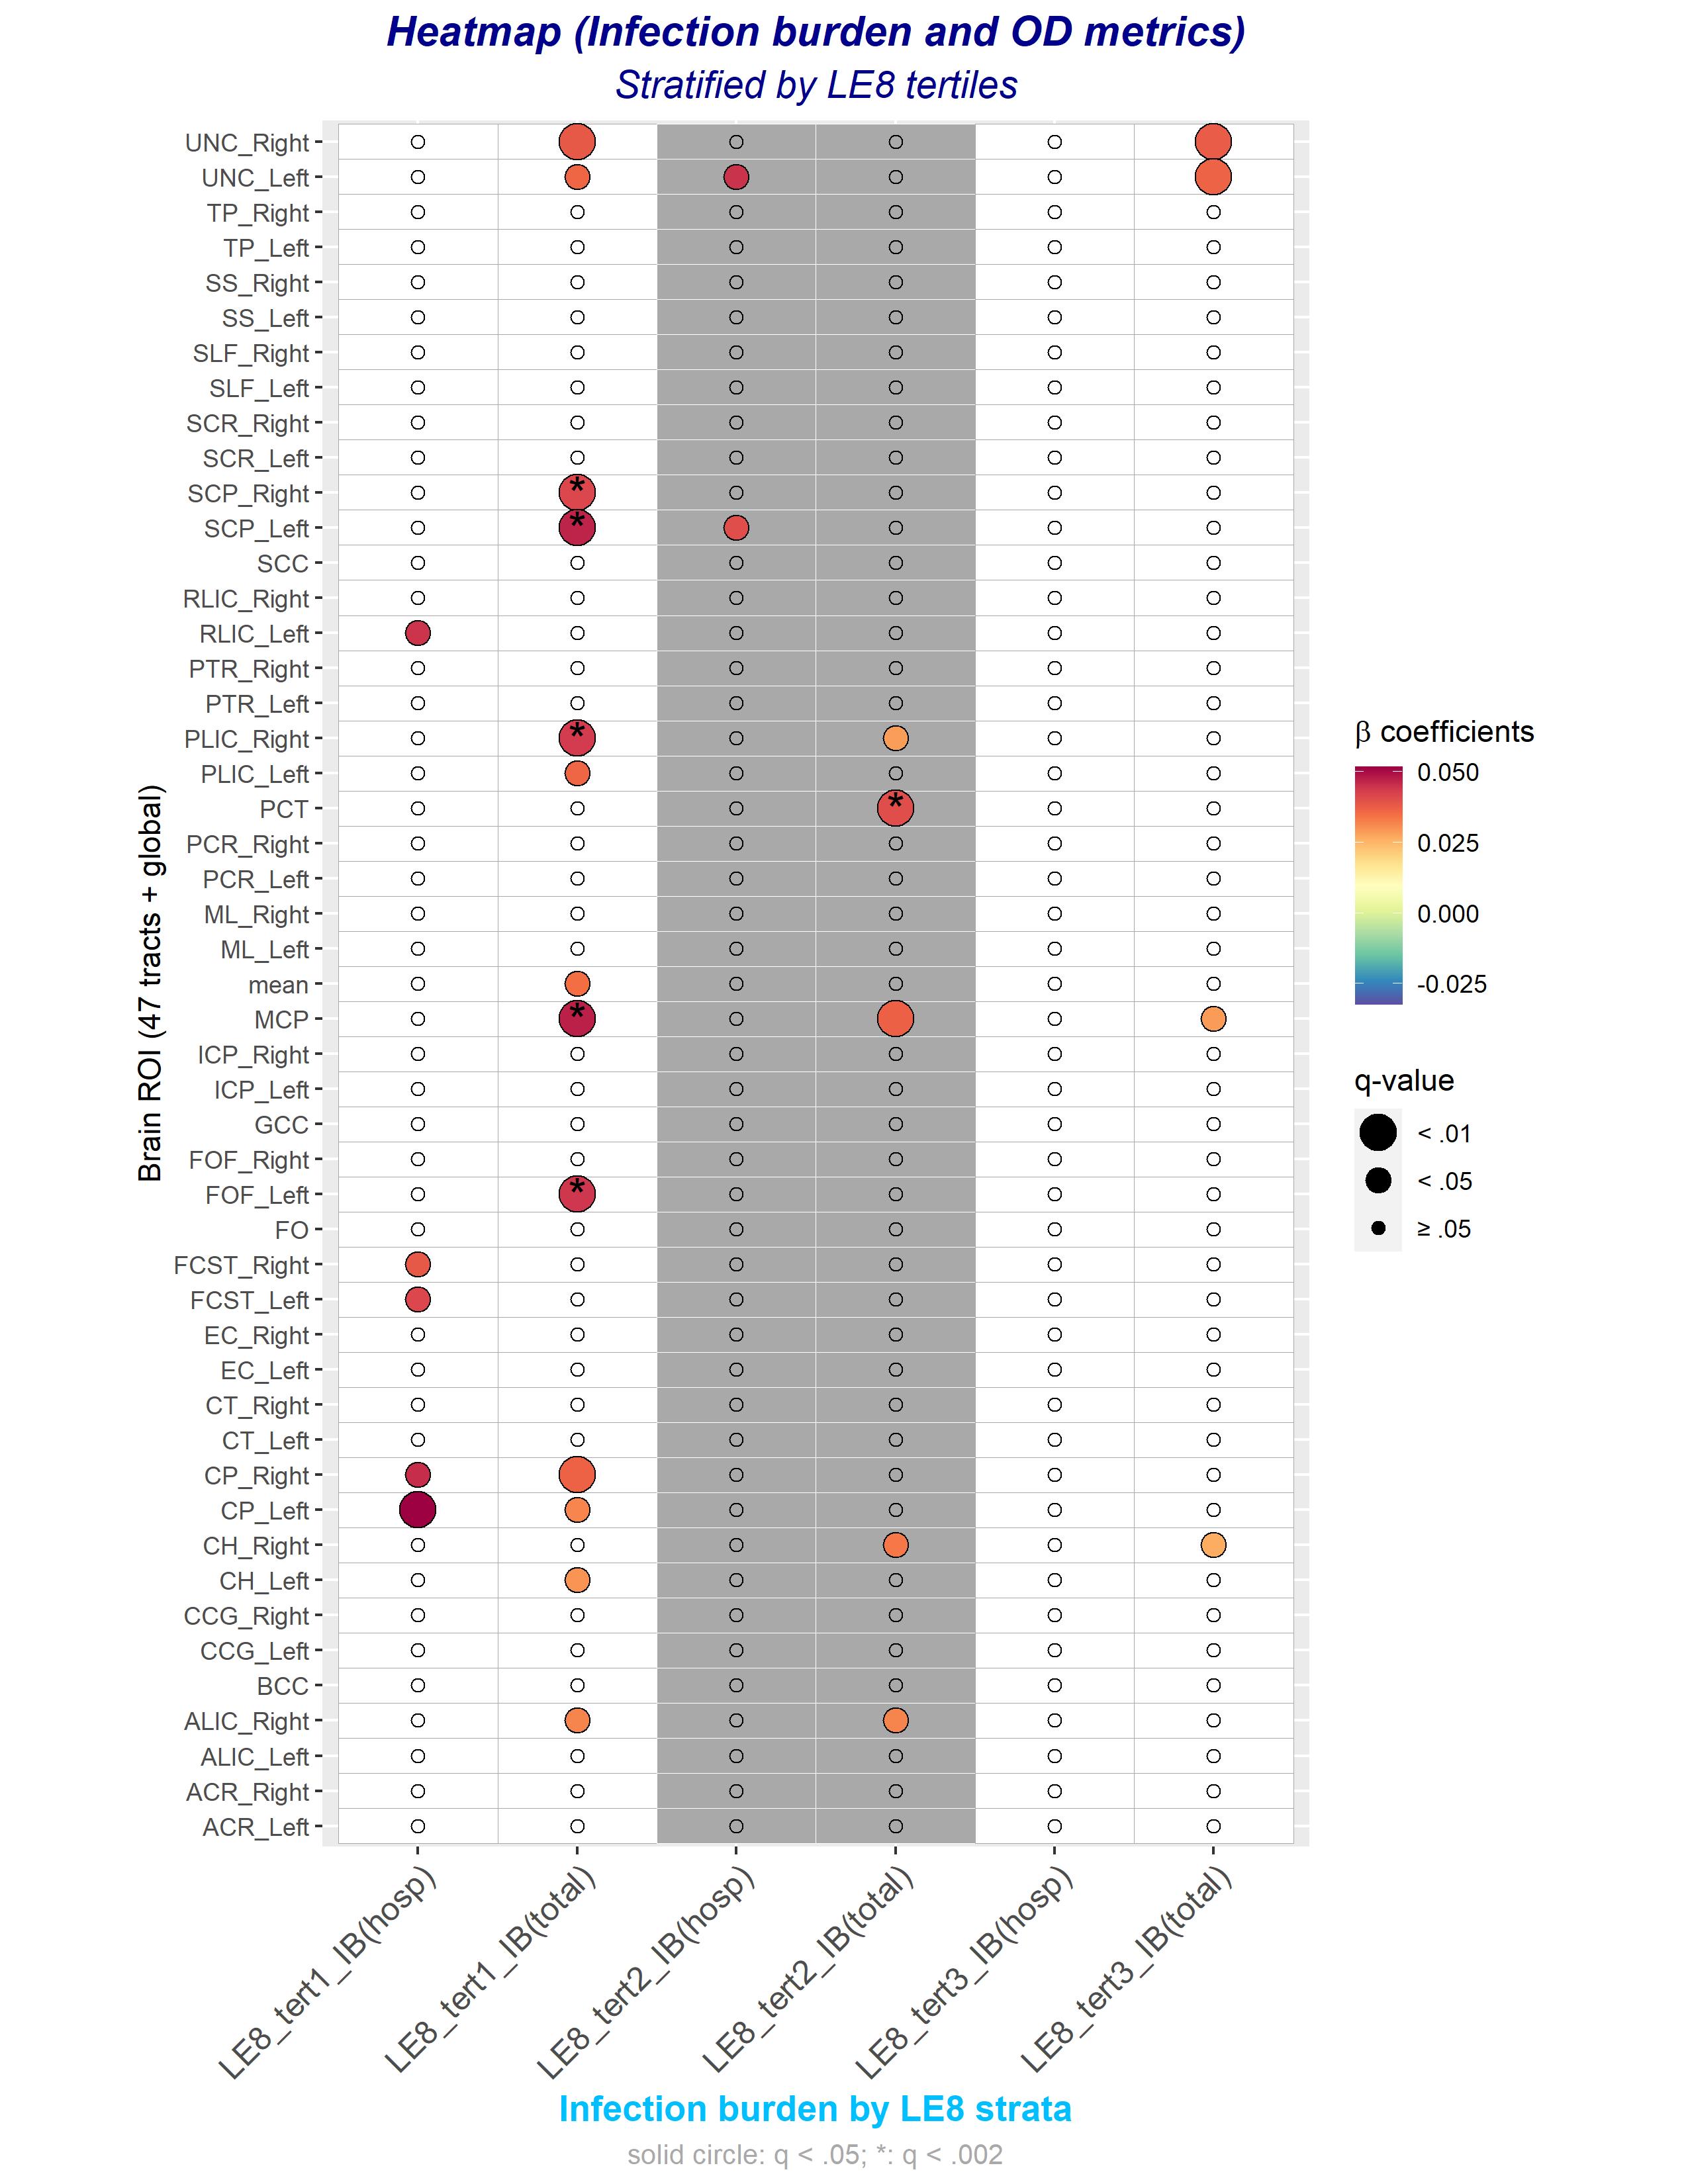 Heatmap (Infection burden and OD metrics)
Stratified by LE8 tertiles
Brain ROI (47 tracts + global)
UNC_Right
UNC_Left
TP_Right
TP_Left
SS_Right
SS_Left
SLF_Right
SLF_Left
SCR_Right
SCR_Left
SCP_Right
*
SCP_Left
*
SCC
RLIC_Right
RLIC_Left
PTR_Right
PTR_Left
PLIC_Right
*
PLIC_Left
PCT
*
PCR_Right
PCR_Left
ML_Right
ML_Left
mean
MCP
*
ICP_Right
ICP_Left
GCC
FOF_Right
FOF_Left
*
FO
FCST_Right
FCST_Left
EC_Right
EC_Left
CT_Right
CT_Left
CP_Right
CP_Left
CH_Right
CH_Left
CCG_Right
CCG_Left
BCC
ALIC_Right
ALIC_Left
ACR_Right
ACR_Left
LE8_tert1_IB(hosp)
LE8_tert1_IB(total)
LE8_tert2_IB(hosp)
LE8_tert2_IB(total)
LE8_tert3_IB(hosp)
LE8_tert3_IB(total)
Infection burden by LE8 strata
solid circle: q < .05; *: q < .002
β coefficients
0.050
0.025
0.000
-0.025
q-value
< .01
< .05
≥ .05